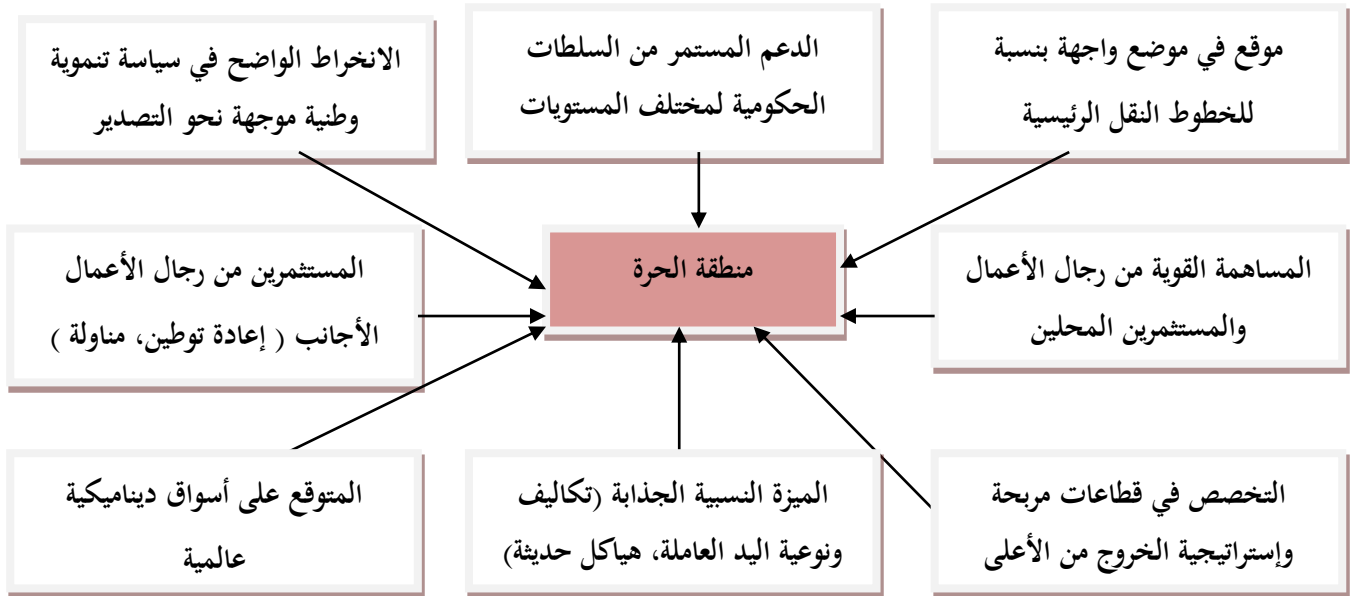 موقع في موضع واجهة بنسبة
للخطوط النقل الرئيسية
الدعم المستمر من السلطات
الحكومية لمختلف المستويات
الانخراط الواضح في سياسة تنموية
وطنية موجهة نحو التصدير
المساهمة القوية من رجال الأعمال
والمستثمرين المحلين
منطقة الحرة
المستثمرين من رجال الأعمال
الأجانب ( إعادة توطين، مناولة )
التخصص في قطاعات مربحة
وإستراتيجية الخروج من الأعلى
الميزة النسبية الجذابة (تكاليف
ونوعية اليد العاملة، هياكل حديثة)
المتوقع على أسواق ديناميكية
عالمية